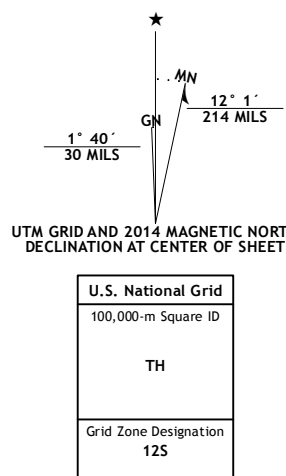 ★
MN
GN
12° 1´
214 MILS
1° 40´
30 MILS
UTM GRID AND 2014 MAGNETIC NORT
DECLINATION AT CENTER OF SHEET
U.S. National Grid
100,000-m Square ID
TH
Grid Zone Designation
12S